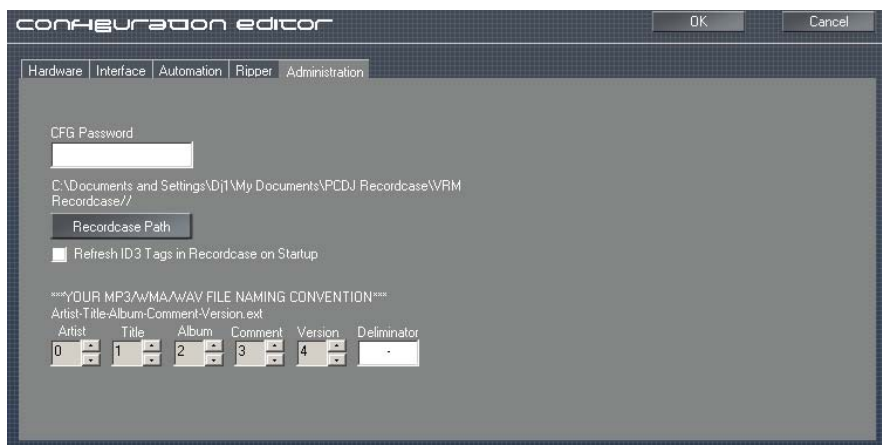 configuration editor
OK
Cancel
Hardware
Interface
Automation
Ripper
Administration
CFG Password
C:\Documents and Settings\Dj1\My Documents\PCDJ Recordcase\VRM
Recordcase//
Recordcase Path
Refresh ID3 Tags in Recordcase on Startup
***YOUR MP3/WMA/WAV FILE NAMING CONVENTION***
Artist-Title-Album-Comment-Version.ext
Artist Title Album Comment Version Deliminator
0 1 2 3 4 -